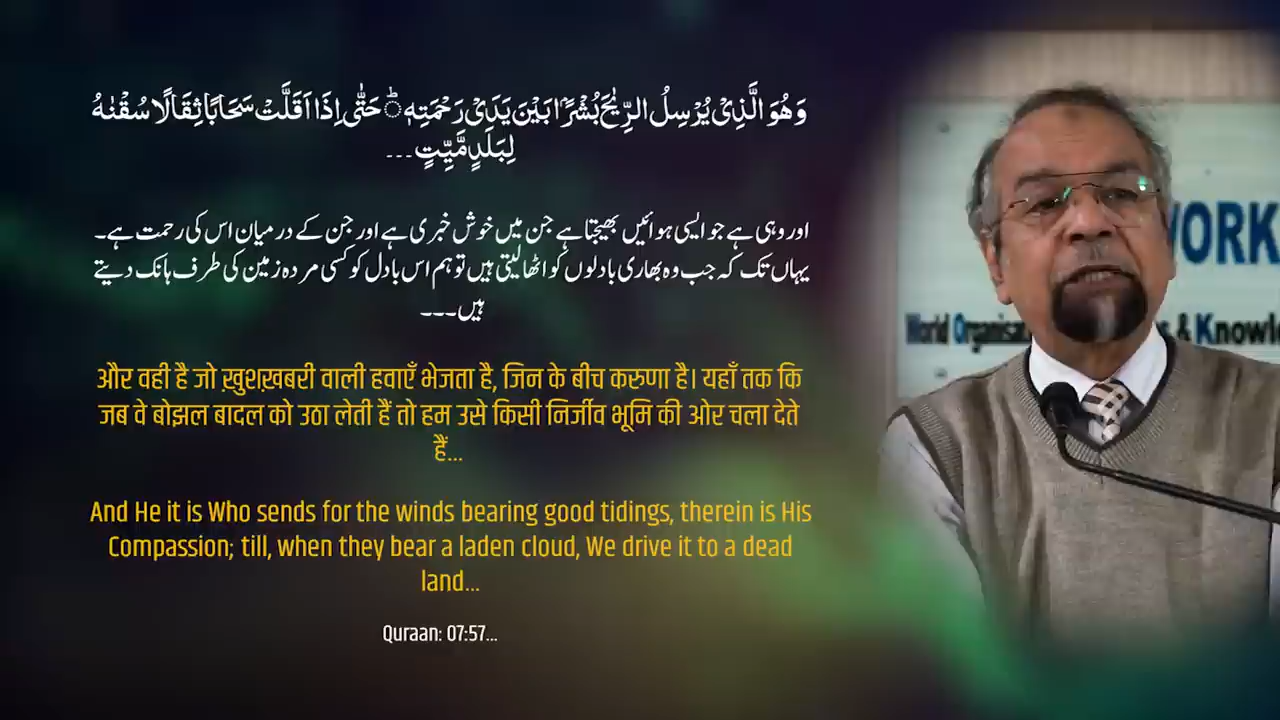 وَهُوَ الَّذِىْ يُرْسِلُ الرِّيٰحَ بُشْرًۢا بَيْنَ يَدَىْ رَحْمَتِهٖ ؕ حَتّٰٓى اِذَاۤ اَقَلَّتْ سَحَابًا ثِقَالًا سُقْنٰهُ
لِبَلَدٍ مَّيِّتٍ ...
اور وہی ہے جو ایسی ہوائیں بھیجتا ہے جن میں خوش خبری ہے اور جن کے درمیان اس کی رحمت ہے۔
یہاں تک کہ جب وہ بھاری بادلوں کو اٹھا لیتی ہیں تو ہم اس بادل کو کسی مردہ زمین کی طرف ہانک دیتے
ہیں۔۔۔
और वही है जो ख़ुशख़बरी वाली हवाएँ भेजता है, जिन के बीच करुणा है। यहाँ तक कि
जब वे बोझल बादल को उठा लेती हैं तो हम उसे किसी निर्जीव भूमि की ओर चला देते
हैं...
And He it is Who sends for the winds bearing good tidings, therein is His
Compassion; till, when they bear a laden cloud, We drive it to a dead
land...
Quraan: 07:57...
WORK
World Organisat
& Knowl